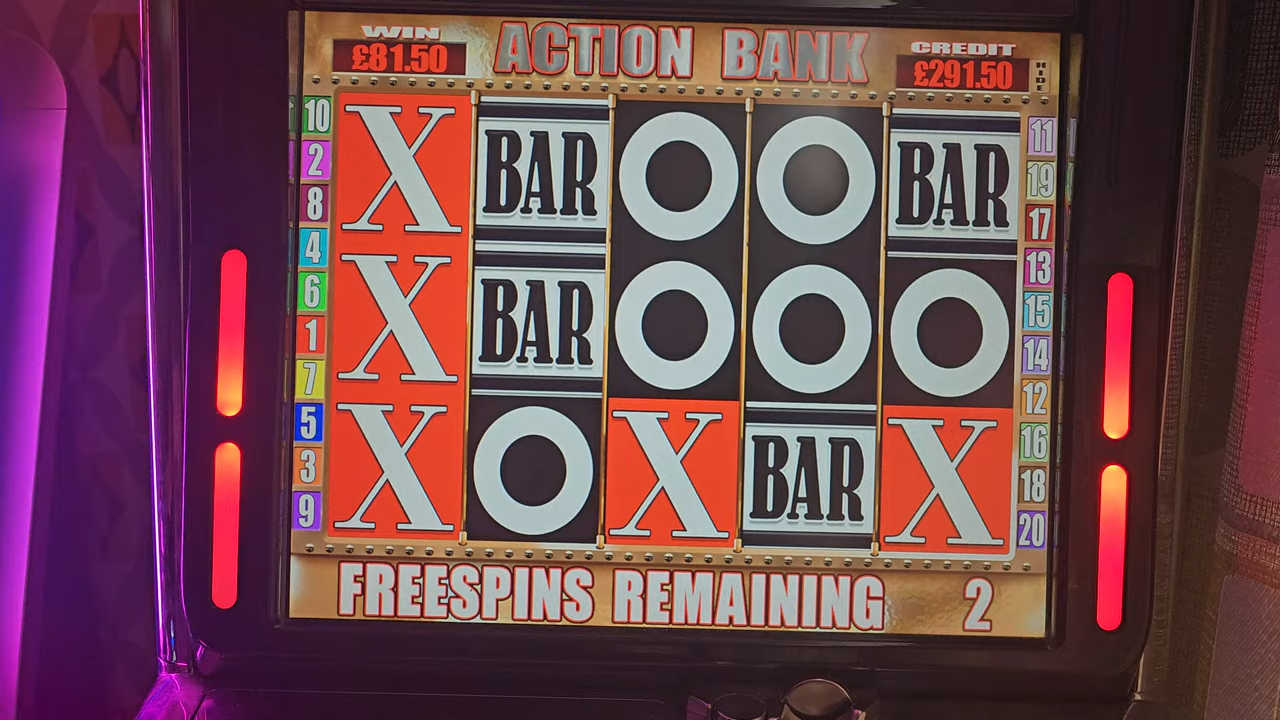 WIN ACTION BANK CREDIT
£81.50 £291.50 HIDE
10 X BAR O O BAR 11
2 19
8 17
4 13
6 X BAR O O O 15
1 14
7 12
5 X O X BAR X 16
3 18
9 20
FREESPINS REMAINING 2